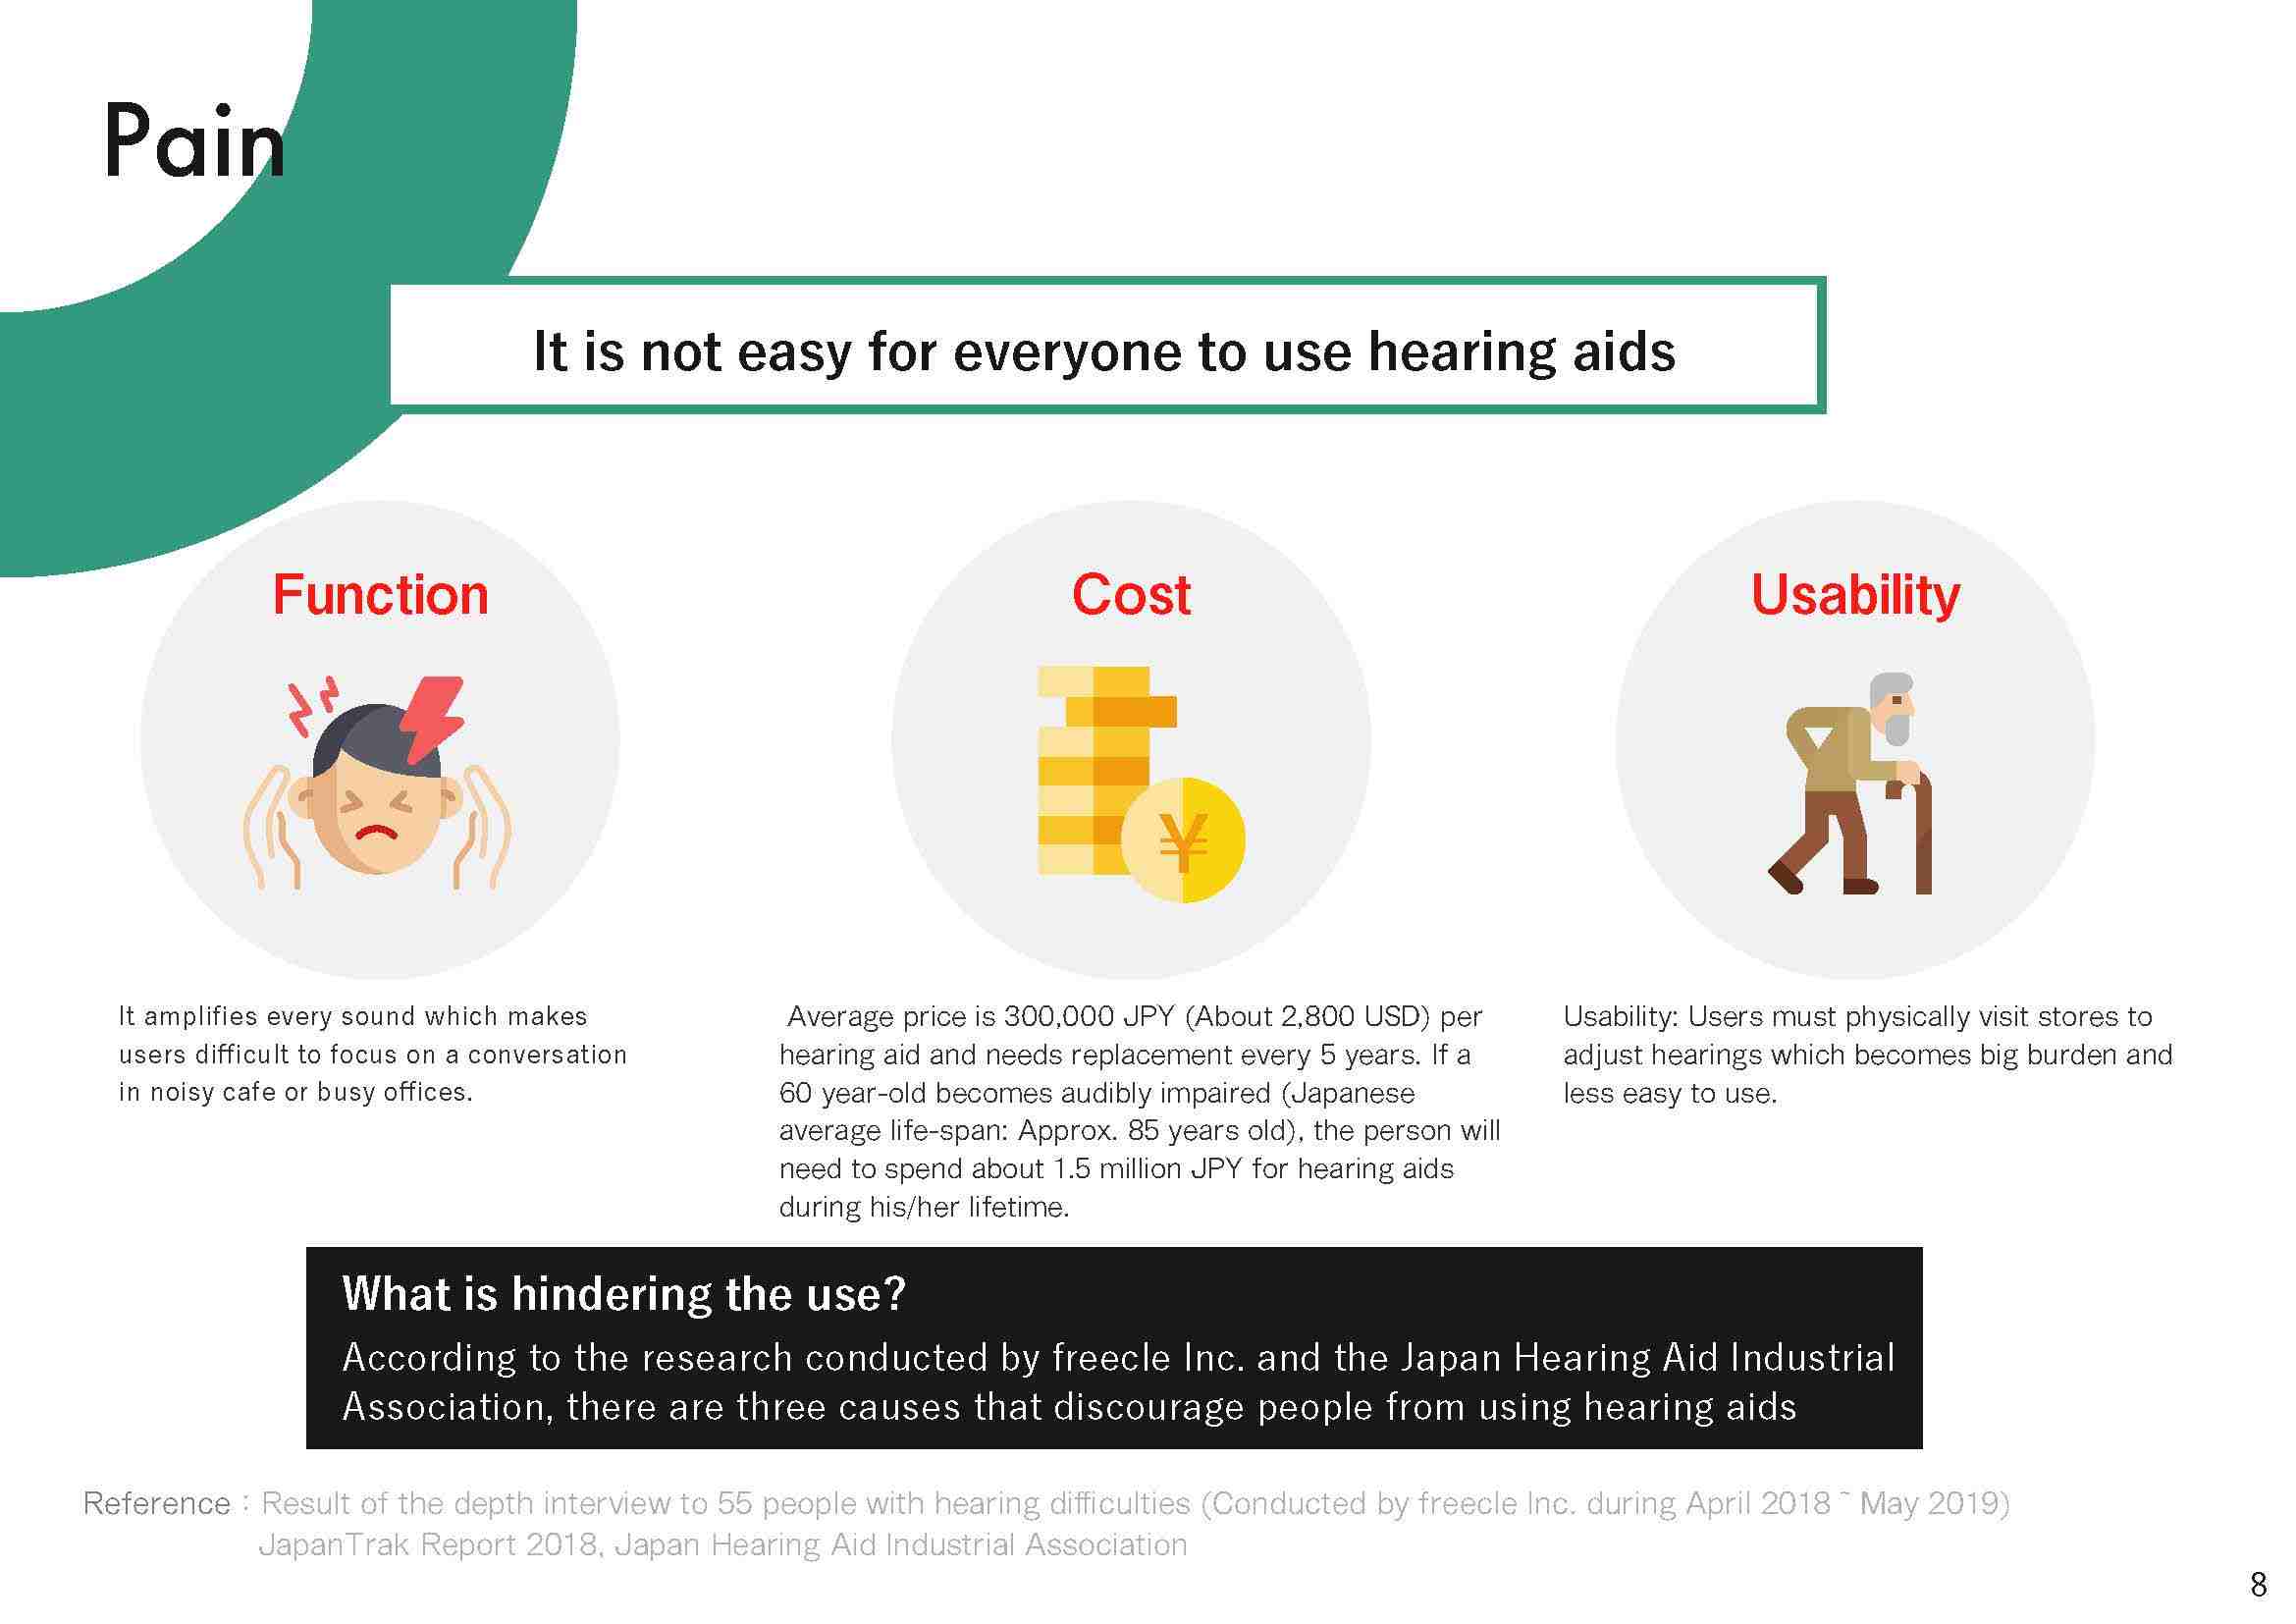 Pain
It is not easy for everyone to use hearing aids
Function
Cost
Usability
¥
It amplifies every sound which makes
users difficult to focus on a conversation
in noisy cafe or busy offices.
Average price is 300,000 JPY (About 2,800 USD) per
hearing aid and needs replacement every 5 years. If a
60 year-old becomes audibly impaired (Japanese
average life-span: Approx. 85 years old), the person will
need to spend about 1.5 million JPY for hearing aids
during his/her lifetime.
Usability: Users must physically visit stores to
adjust hearings which becomes big burden and
less easy to use.
What is hindering the use?
According to the research conducted by freecle Inc. and the Japan Hearing Aid Industrial
Association, there are three causes that discourage people from using hearing aids
Reference：Result of the depth interview to 55 people with hearing difficulties (Conducted by freecle Inc. during April 2018 ~ May 2019)
JapanTrak Report 2018, Japan Hearing Aid Industrial Association
8